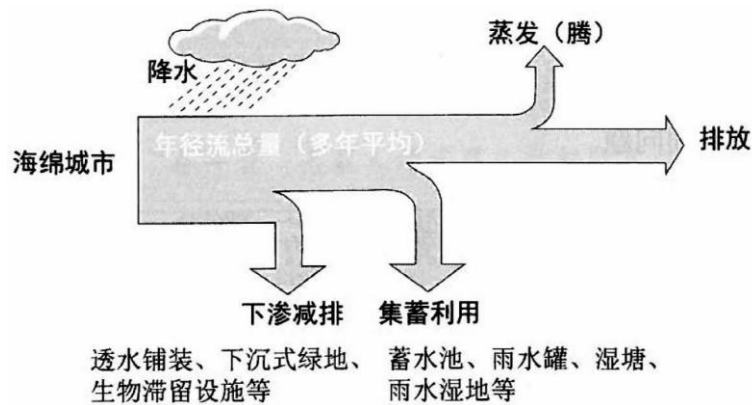 蒸发（腾）
降水
年径流总量（多年平均）
海绵城市
排放
下渗减排
集蓄利用
透水铺装、下沉式绿地、
生物滞留设施等
蓄水池、雨水罐、湿塘、
雨水湿地等